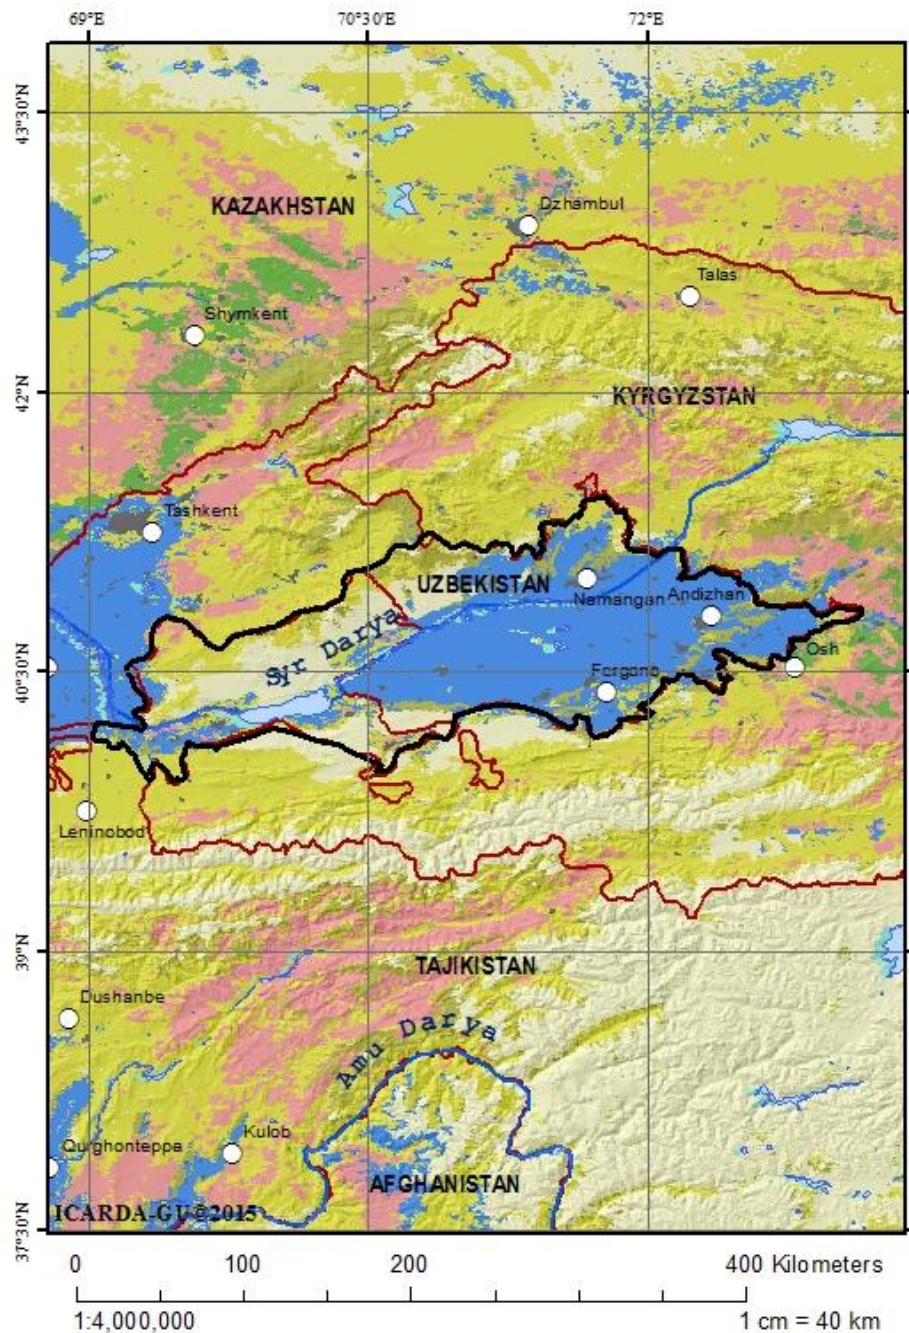 69°E
70°30'E
72°E
43°30'N
KAZAKHSTAN
Dzhambul
Talas
Shymkent
42°N
KYRGYZSTAN
Tashkent
UZBEKISTAN
Namangan
Andizhan
Syr Darya
Osh
40°30'N
Fergana
Leninobod
39°N
TAJIKISTAN
Dushanbe
Amu Darya
Kulob
Qurghonteppa
AFGHANISTAN
ICARDA-GU©2015
37°30'N
0 100 200 400 Kilometers
1:4,000,000 1 cm = 40 km